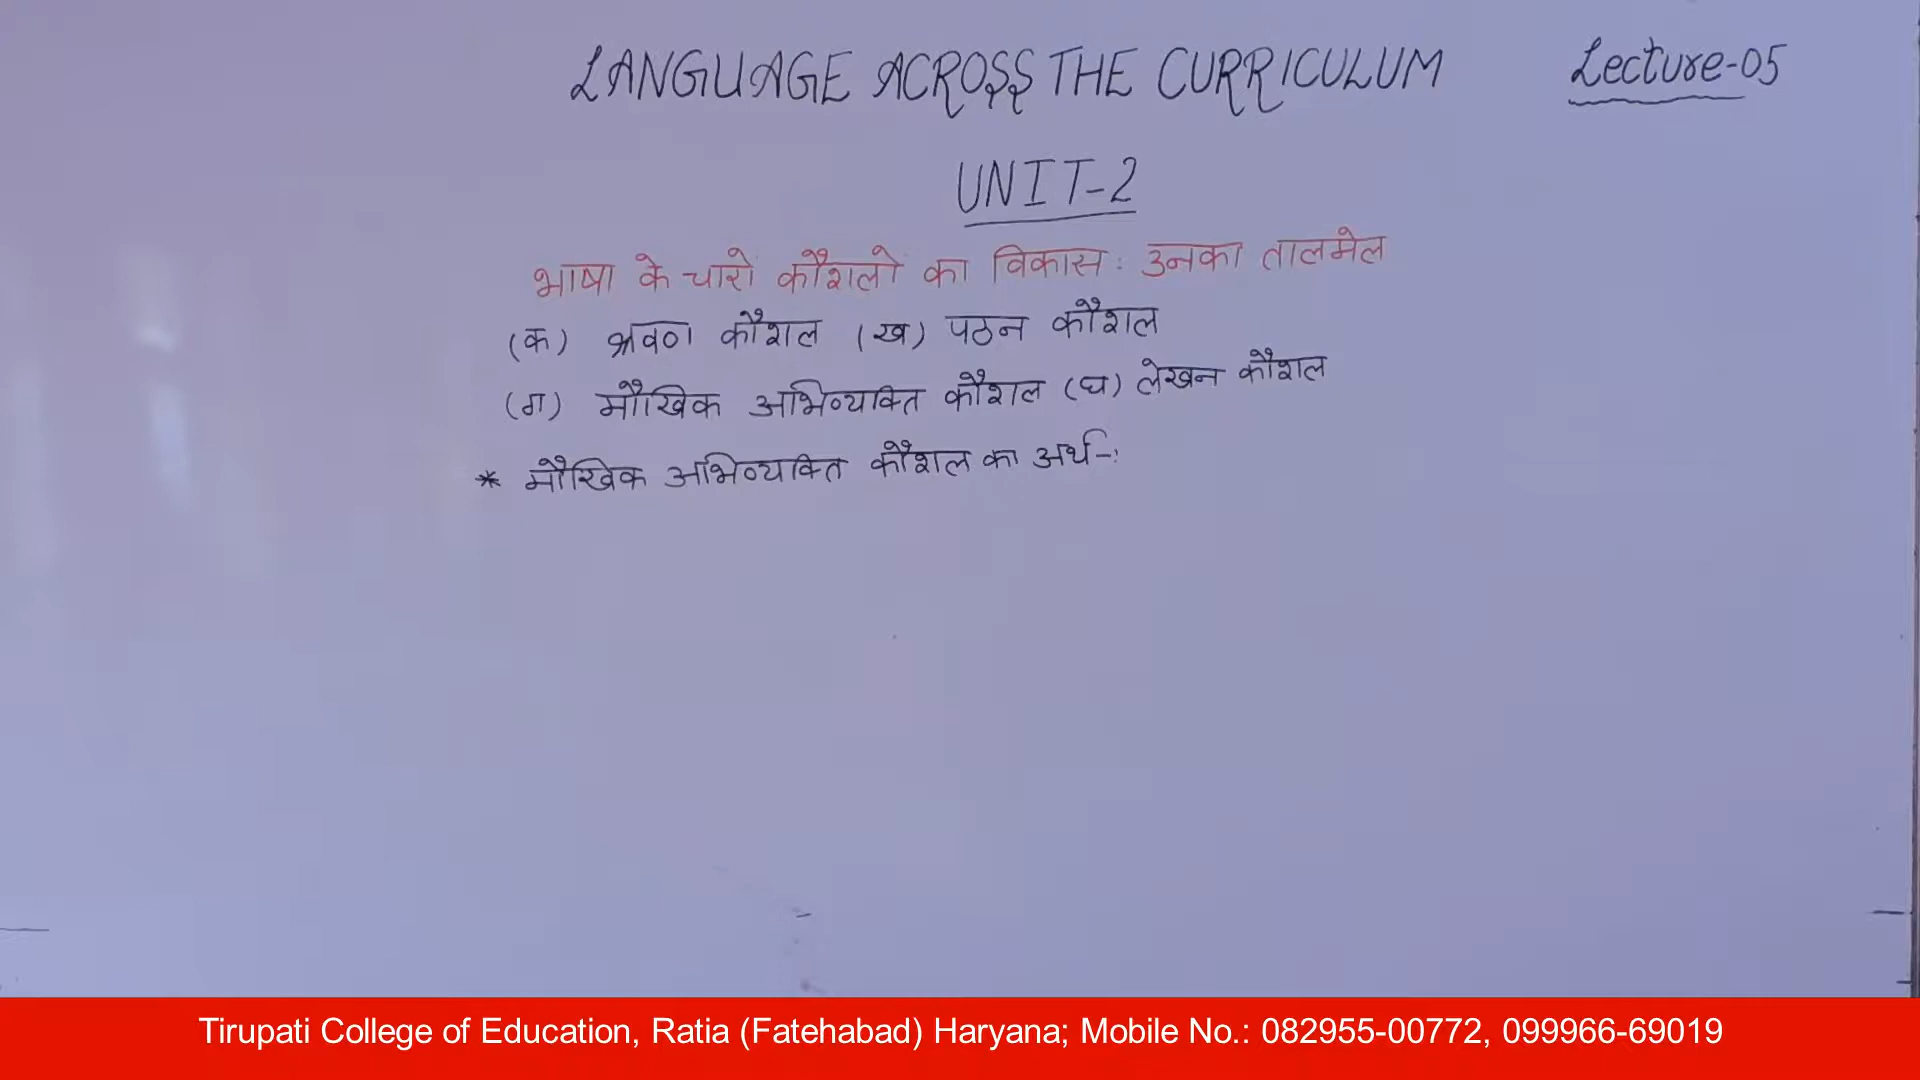 LANGUAGE ACROSS THE CURRICULUM Lecture-05
UNIT-2
भाषा के चारो कौशलो का विकास: उनका तालमेल
(क) श्रवण कौशल (ख) पठन कौशल
(ग) मौखिक अभिव्यक्ति कौशल (घ) लेखन कौशल
* मौखिक अभिव्यक्ति कौशल का अर्थ-:
Tirupati College of Education, Ratia (Fatehabad) Haryana; Mobile No.: 082955-00772, 099966-69019